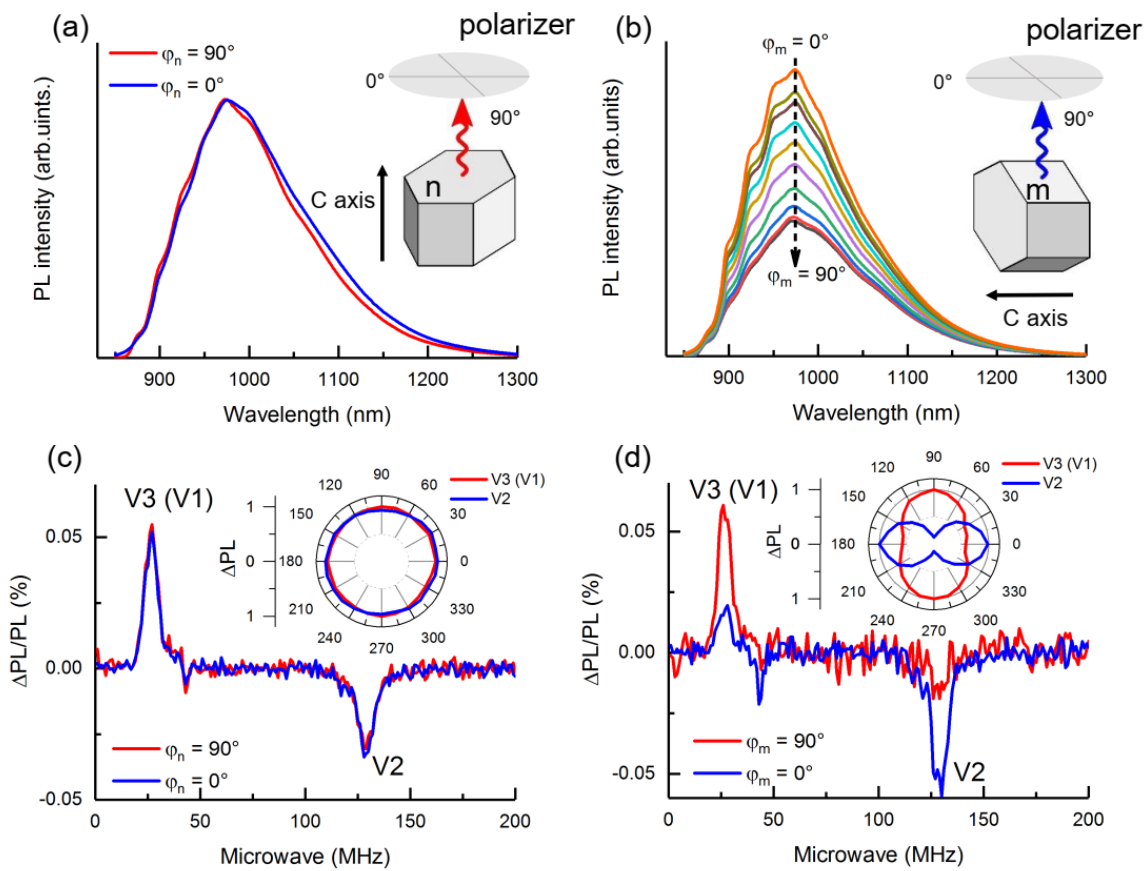 (a)
polarizer
φn = 90°
φn = 0°
0°
90°
n
C axis
PL intensity (arb.units.)
900
1000
1100
1200
1300
Wavelength (nm)
(b)
polarizer
φm = 0°
0°
90°
m
φm = 90°
C axis
PL intensity (arb.units)
900
1000
1100
1200
1300
Wavelength (nm)
(c)
V3 (V1)
V3 (V1)
V2
90
120
60
150
30
180
0
210
330
240
300
270
1
0
1
ΔPL
0.05
0.00
-0.05
ΔPL/PL (%)
φn = 90°
φn = 0°
V2
0
50
100
150
200
Microwave (MHz)
(d)
V3 (V1)
V3 (V1)
V2
90
120
60
150
30
180
0
210
330
240
300
270
1
0
1
ΔPL
0.05
0.00
-0.05
ΔPL/PL (%)
φm = 90°
φm = 0°
V2
0
50
100
150
200
Microwave (MHz)